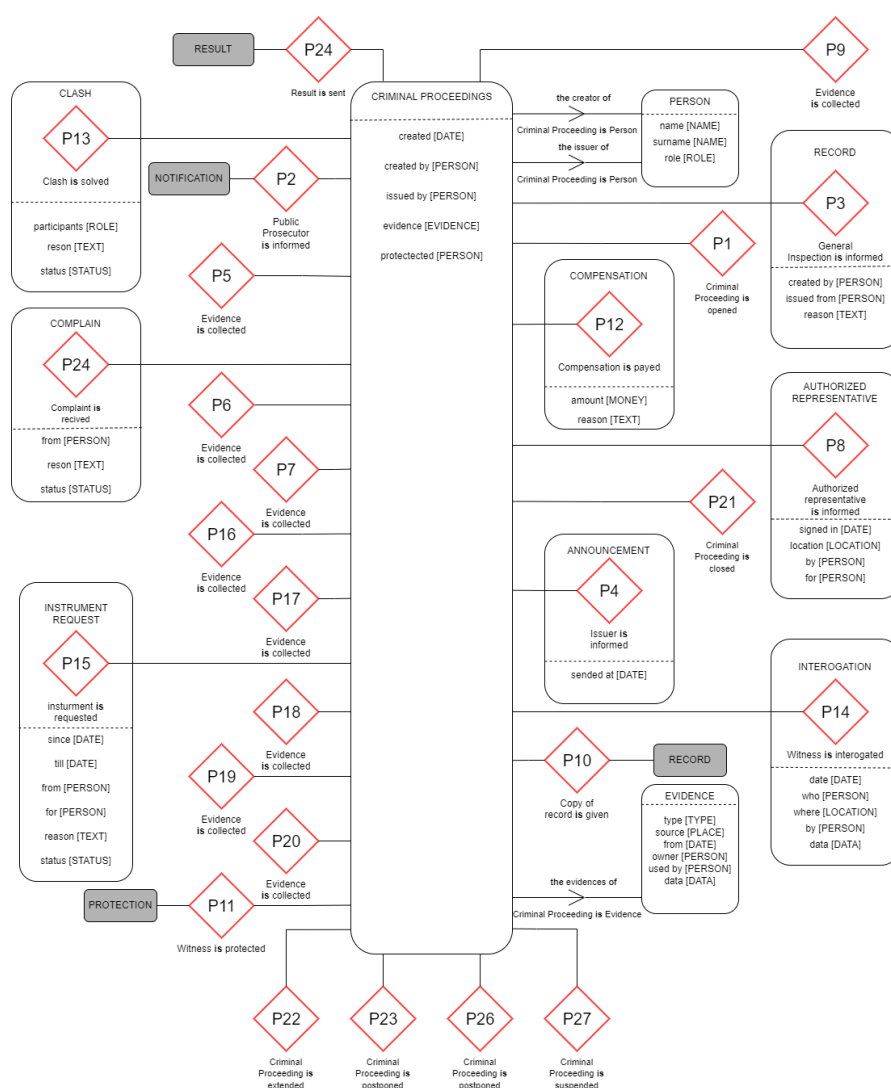 RESULT
P24
Result is sent
P9
Evidence
is collected
CLASH
P13
Clash is solved
participants [ROLE]
reson [TEXT]
status [STATUS]
NOTIFICATION
P2
Public
Prosecutor
is informed
P5
Evidence
is collected
COMPLAIN
P24
Complaint is
recived
from [PERSON]
reson [TEXT]
status [STATUS]
P6
Evidence
is collected
P7
Evidence
is collected
P16
Evidence
is collected
P17
Evidence
is collected
INSTRUMENT
REQUEST
P15
insturment is
requested
since [DATE]
till [DATE]
from [PERSON]
for [PERSON]
reason [TEXT]
status [STATUS]
P18
Evidence
is collected
P19
Evidence
is collected
P20
Evidence
is collected
PROTECTION
P11
Witness is protected
CRIMINAL PROCEEDINGS
created [DATE]
created by [PERSON]
issued by [PERSON]
evidence [EVIDENCE]
protectected [PERSON]
the creator of
Criminal Proceeding is Person
the issuer of
Criminal Proceeding is Person
PERSON
name [NAME]
surname [NAME]
role [ROLE]
RECORD
P3
General
Inspection is informed
created by [PERSON]
issued from [PERSON]
reason [TEXT]
P1
Criminal
Proceeding is
opened
COMPENSATION
P12
Compensation is payed
amount [MONEY]
reason [TEXT]
AUTHORIZED
REPRESENTATIVE
P8
Authorized
representative
is informed
signed in [DATE]
location [LOCATION]
by [PERSON]
for [PERSON]
P21
Criminal
Proceeding is
closed
ANNOUNCEMENT
P4
Issuer is
informed
sended at [DATE]
INTEROGATION
P14
Witness is interogated
date [DATE]
who [PERSON]
where [LOCATION]
by [PERSON]
data [DATA]
P10
Copy of
record is given
RECORD
EVIDENCE
type [TYPE]
source [PLACE]
from [DATE]
owner [PERSON]
used by [PERSON]
data [DATA]
the evidences of
Criminal Proceeding is Evidence
P22
Criminal
Proceeding is
extended
P23
Criminal
Proceeding is
postponed
P26
Criminal
Proceeding is
postponed
P27
Criminal
Proceeding is
suspended